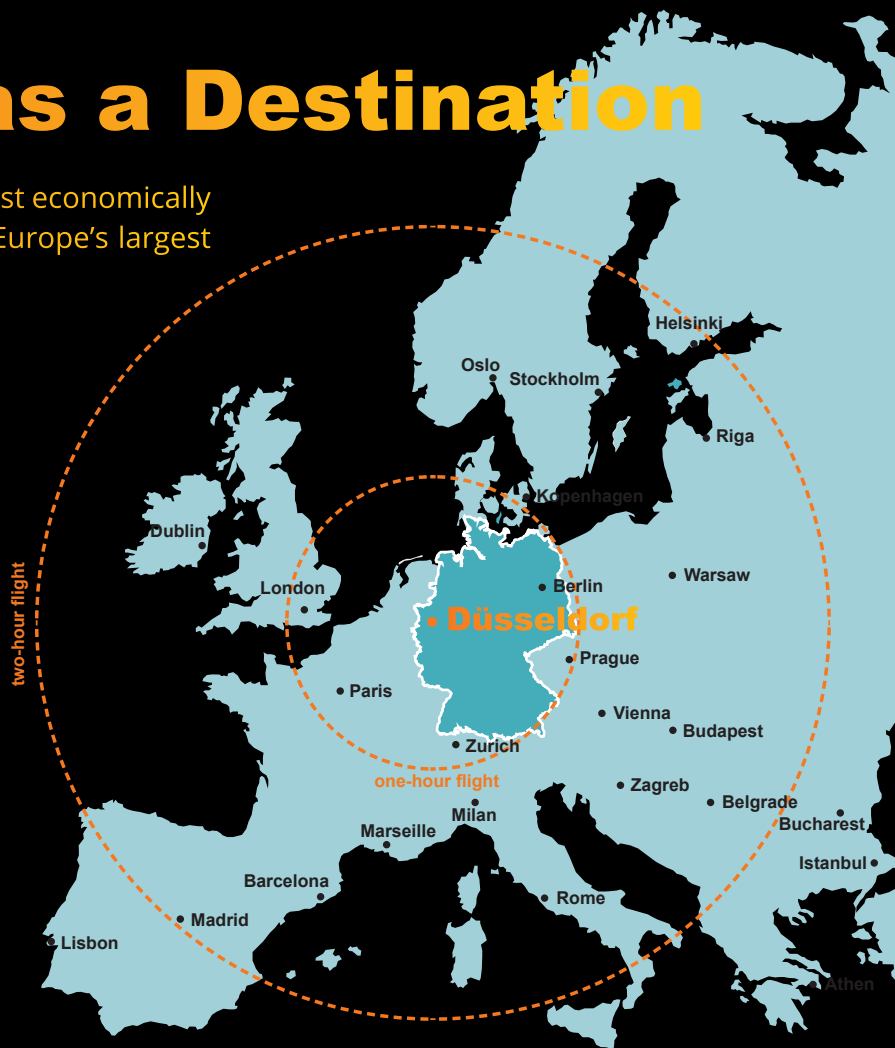 as a Destination
st economically
Europe's largest
Helsinki
Oslo
Stockholm
Riga
Kopenhagen
Dublin
two-hour flight
London
Berlin
Warsaw
Düsseldorf
Prague
Paris
Vienna
Budapest
Zurich
one-hour flight
Zagreb
Milan
Belgrade
Bucharest
Marseille
Istanbul
Barcelona
Rome
Madrid
Lisbon
Athen